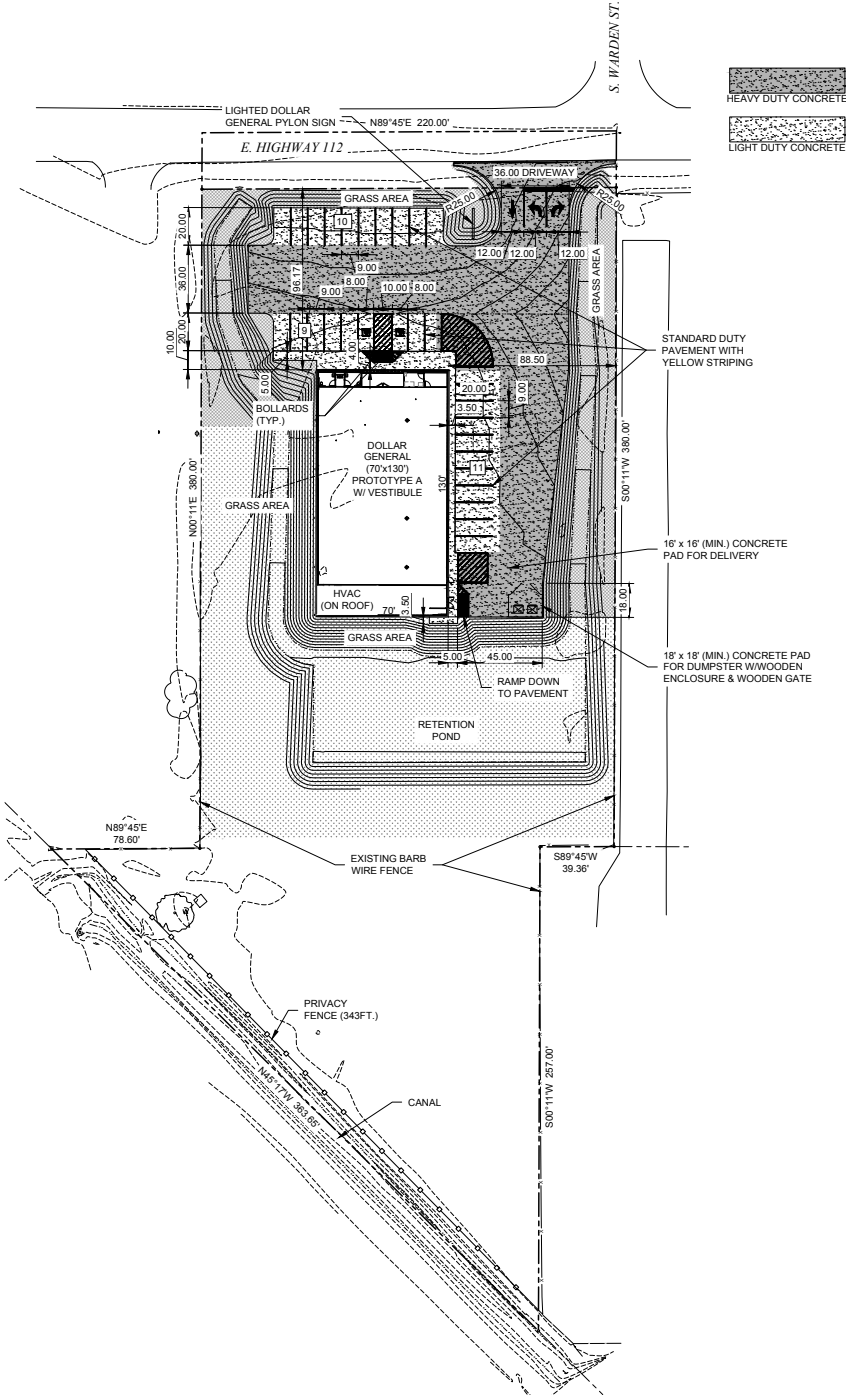 S. WARDEN ST.
HEAVY DUTY CONCRETE
LIGHT DUTY CONCRETE
LIGHTED DOLLAR
GENERAL PYLON SIGN
N89°45'E 220.00'
E. HIGHWAY 112
36.00 DRIVEWAY
GRASS AREA
R25.00
R25.00
20.00
10
12.00
12.00
12.00
GRASS AREA
36.00
96.17
9.00
8.00
9.00
10.00
8.00
10.00
20.00
9
4.00
STANDARD DUTY
PAVEMENT WITH
YELLOW STRIPING
88.50
5.00
20.00
9.00
3.50
BOLLARDS
(TYP.)
DOLLAR
GENERAL
(70'x130')
PROTOTYPE A
W/ VESTIBULE
130'
11
S00°11'W 380.00'
N00°11'E 380.00'
GRASS AREA
16' x 16' (MIN.) CONCRETE
PAD FOR DELIVERY
HVAC
(ON ROOF)
70'
3.50
18.00
GRASS AREA
5.00
45.00
18' x 18' (MIN.) CONCRETE PAD
FOR DUMPSTER W/WOODEN
ENCLOSURE & WOODEN GATE
RAMP DOWN
TO PAVEMENT
RETENTION
POND
N89°45'E
78.60'
EXISTING BARB
WIRE FENCE
S89°45'W
39.36'
PRIVACY
FENCE (343FT.)
N45°17'W 363.65'
CANAL
S00°11'W 257.00'